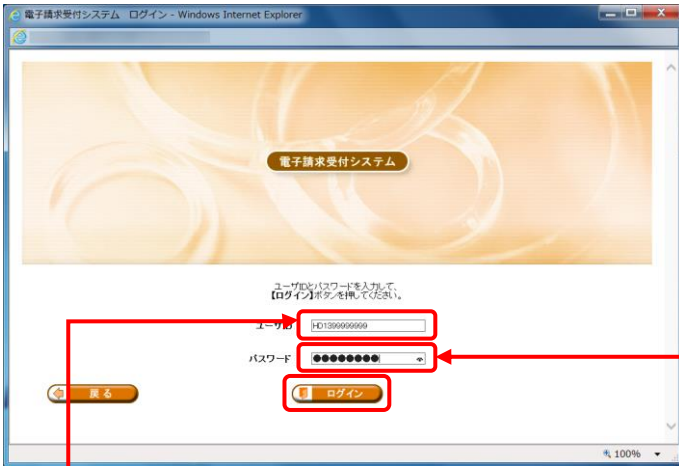 電子請求受付システム ログイン - Windows Internet Explorer
電子請求受付システム
ユーザIDとパスワードを入力して、
【ログイン】ボタンを押してください。
ユーザID HD1399999999
パスワード ●●●●●●●●
戻る
ログイン
100%